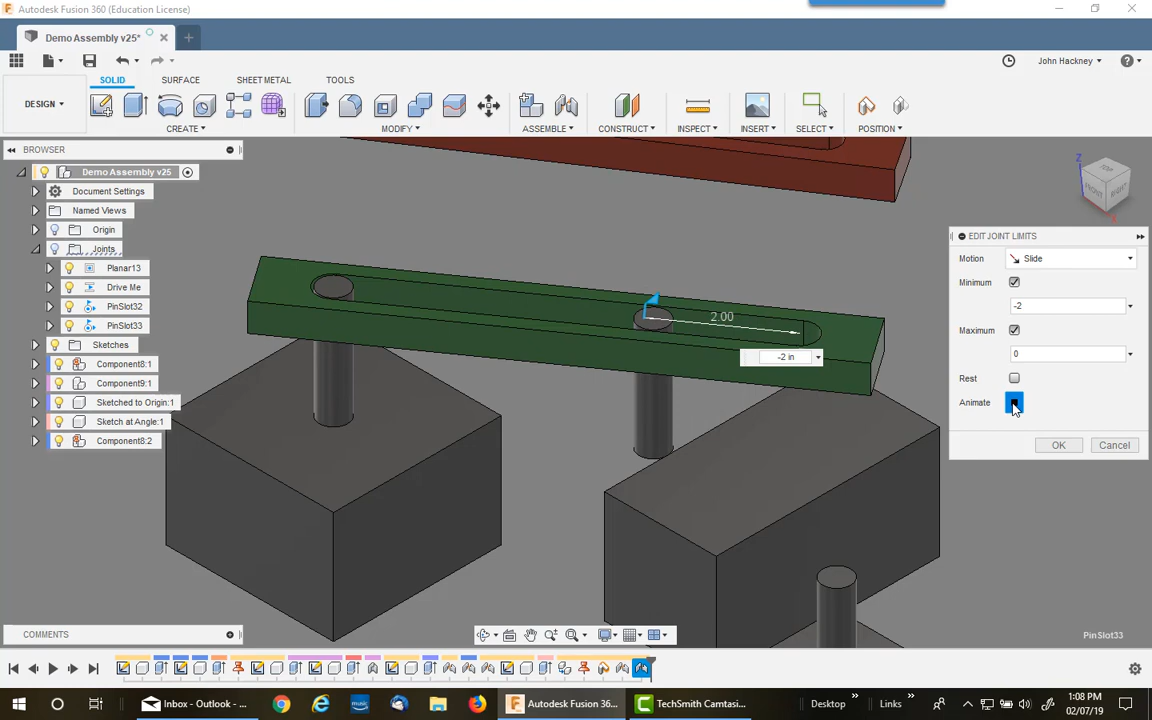 Autodesk Fusion 360 (Education License)
Demo Assembly v25*
John Hackney
DESIGN
SOLID SURFACE SHEET METAL TOOLS
CREATE MODIFY ASSEMBLE CONSTRUCT INSPECT INSERT SELECT POSITION
BROWSER
Demo Assembly v25
Document Settings
Named Views
Origin
Joints
Planar13
Drive Me
PinSlot32
PinSlot33
Sketches
Component8:1
Component9:1
Sketched to Origin:1
Sketch at Angle:1
Component8:2
2.00
-2 in
TOP
FRONT
RIGHT
Z
EDIT JOINT LIMITS
Motion Slide
Minimum
-2
Maximum
0
Rest
Animate
OK Cancel
COMMENTS
PinSlot33
Inbox - Outlook - ...
Autodesk Fusion 36...
TechSmith Camtasi...
Desktop
Links
1:08 PM
02/07/19